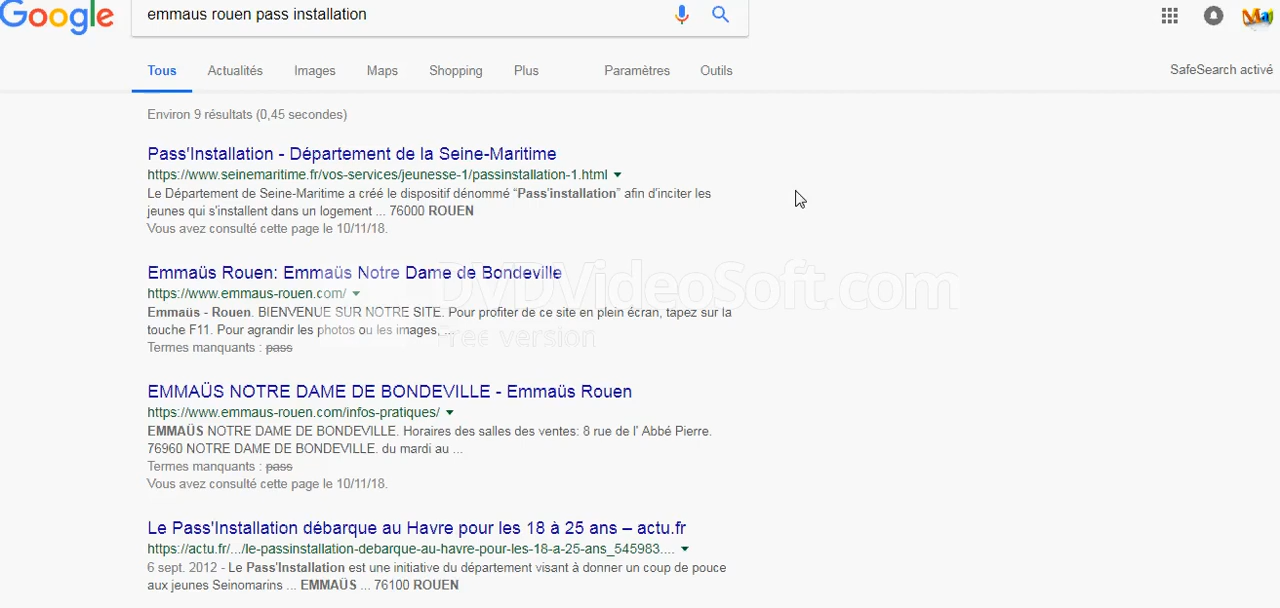 Google
emmaus rouen pass installation
Tous Actualités Images Maps Shopping Plus Paramètres Outils
SafeSearch activé
Environ 9 résultats (0,45 secondes)
Pass'Installation - Département de la Seine-Maritime
https://www.seinemaritime.fr/vos-services/jeunesse-1/passinstallation-1.html
Le Département de Seine-Maritime a créé le dispositif dénommé “Pass'installation” afin d'inciter les
jeunes qui s'installent dans un logement ... 76000 ROUEN
Vous avez consulté cette page le 10/11/18.
Emmaüs Rouen: Emmaüs Notre Dame de Bondeville
https://www.emmaus-rouen.com/
Emmaüs - Rouen. BIENVENUE SUR NOTRE SITE. Pour profiter de ce site en plein écran, tapez sur la
touche F11. Pour agrandir les photos ou les images, ...
Termes manquants : pass
DVDVideoSoft.com
Free version
EMMAÜS NOTRE DAME DE BONDEVILLE - Emmaüs Rouen
https://www.emmaus-rouen.com/infos-pratiques/
EMMAÜS NOTRE DAME DE BONDEVILLE. Horaires des salles des ventes: 8 rue de l' Abbé Pierre.
76960 NOTRE DAME DE BONDEVILLE. du mardi au ...
Termes manquants : pass
Vous avez consulté cette page le 10/11/18.
Le Pass'Installation débarque au Havre pour les 18 à 25 ans – actu.fr
https://actu.fr/.../le-passinstallation-debarque-au-havre-pour-les-18-a-25-ans_545983....
6 sept. 2012 - Le Pass'Installation est une initiative du département visant à donner un coup de pouce
aux jeunes Seinomarins ... EMMAÜS ... 76100 ROUEN